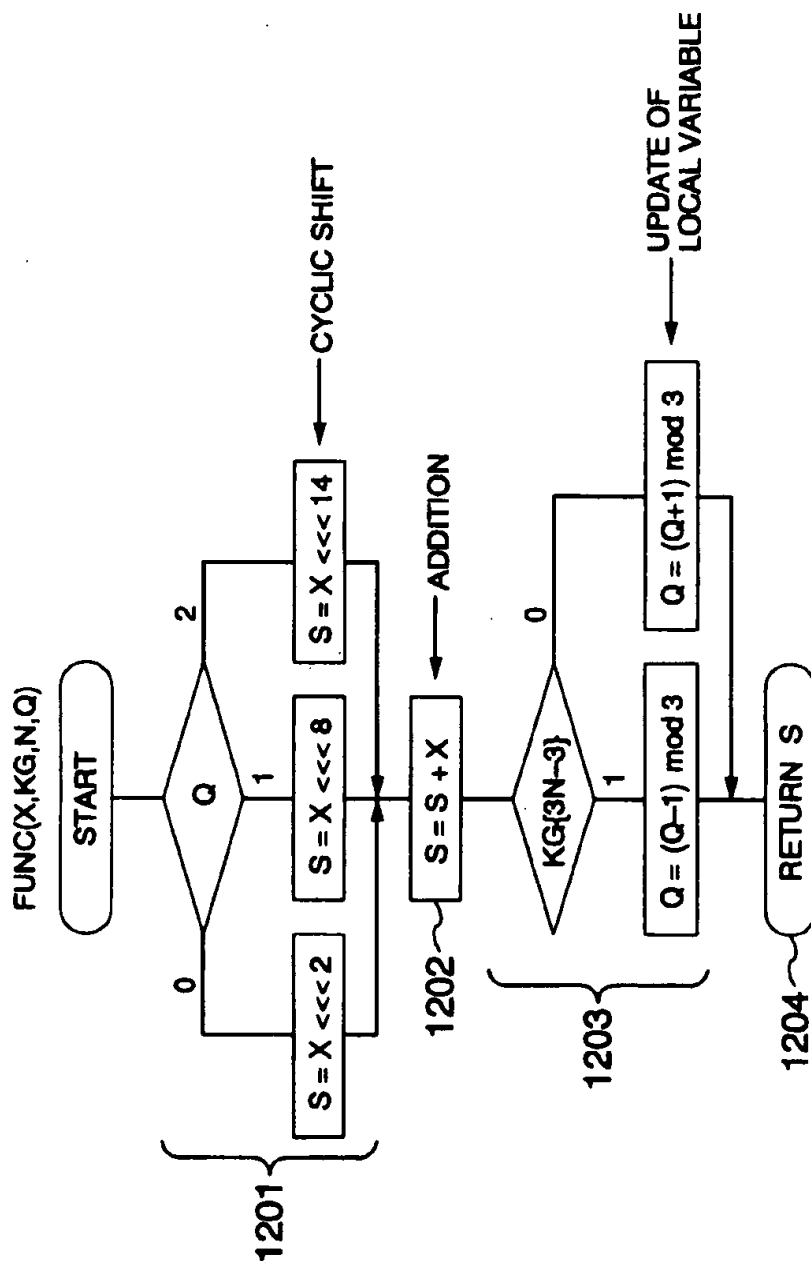 FUNC(X,KG,N,Q)
START
Q
0
1
2
S = X <<< 2
S = X <<< 8
S = X <<< 14
CYCLIC SHIFT
1201
S = S + X
ADDITION
1202
KG{3N–3}
1
0
Q = (Q–1) mod 3
Q = (Q+1) mod 3
UPDATE OF
LOCAL VARIABLE
1203
RETURN S
1204